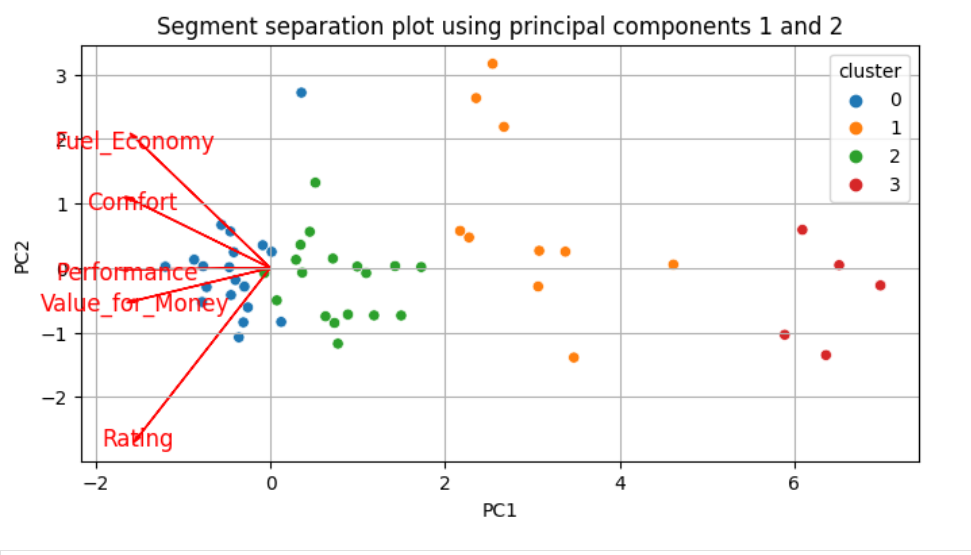 Segment separation plot using principal components 1 and 2
cluster
0
1
2
3
3
2
1
0
−1
−2
Fuel_Economy
Comfort
Performance
Value_for_Money
Rating
PC2
−2
0
2
4
6
PC1